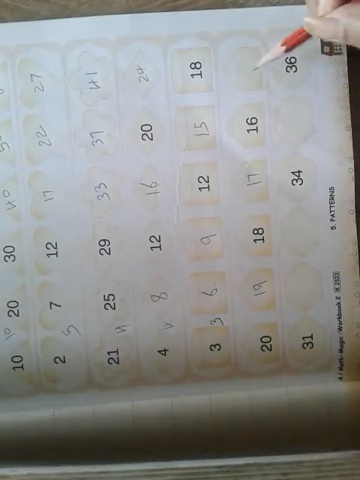 10 10 20 30 40
2 5 7 12 17 22 27
21 4 25 29 33 37 41
4 4 8 12 16 20 24
3 3 6 9 12 15 18
20 19 18 17 16
31 34 36
4 / Math-Magic : Workbook 2 5. PATTERNS